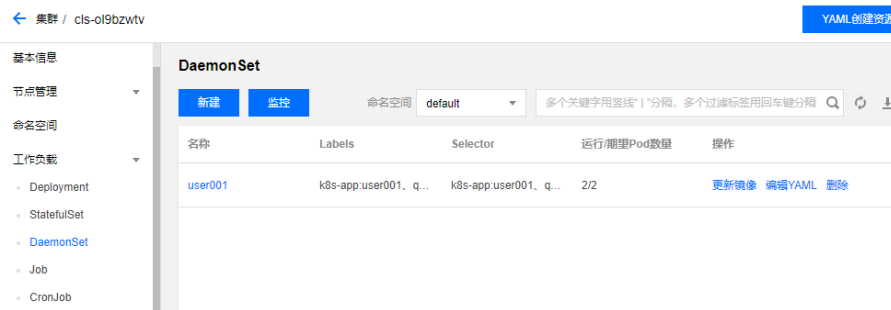 集群 / cls-ol9bzwtv
YAML创建资源
基本信息
节点管理
命名空间
工作负载
Deployment
StatefulSet
DaemonSet
Job
CronJob
DaemonSet
新建 监控 命名空间 default 多个关键字用竖线" | "分隔，多个过滤标签用回车键分隔
名称 Labels Selector 运行/期望Pod数量 操作
user001 k8s-app:user001、q... k8s-app:user001、q... 2/2 更新镜像 编辑YAML 删除